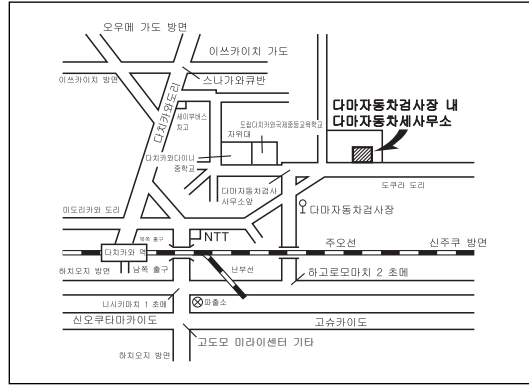 오우메 가도 방면
이쓰카이치 가도
이쓰카이치 방면
스나가와큐반
다치카와도리
세이부버스
차고
도립다치카와국제중등교육학교
자위대
다마자동차검사장 내
다마자동차세사무소
다치카와다이니
중학교
다마자동차검사
사무소앞
도쿠라 도리
미도리카와 도리
다마자동차검사장
북쪽 출구
NTT
다치카와 역
주오선
신주쿠 방면
하치오지 방면
남쪽 출구
난부선
하고로모마치 2 초메
니시키마치 1 초메
파출소
신오쿠타마카이도
고슈카이도
고도모 미라이센터 기타
하치오지 방면